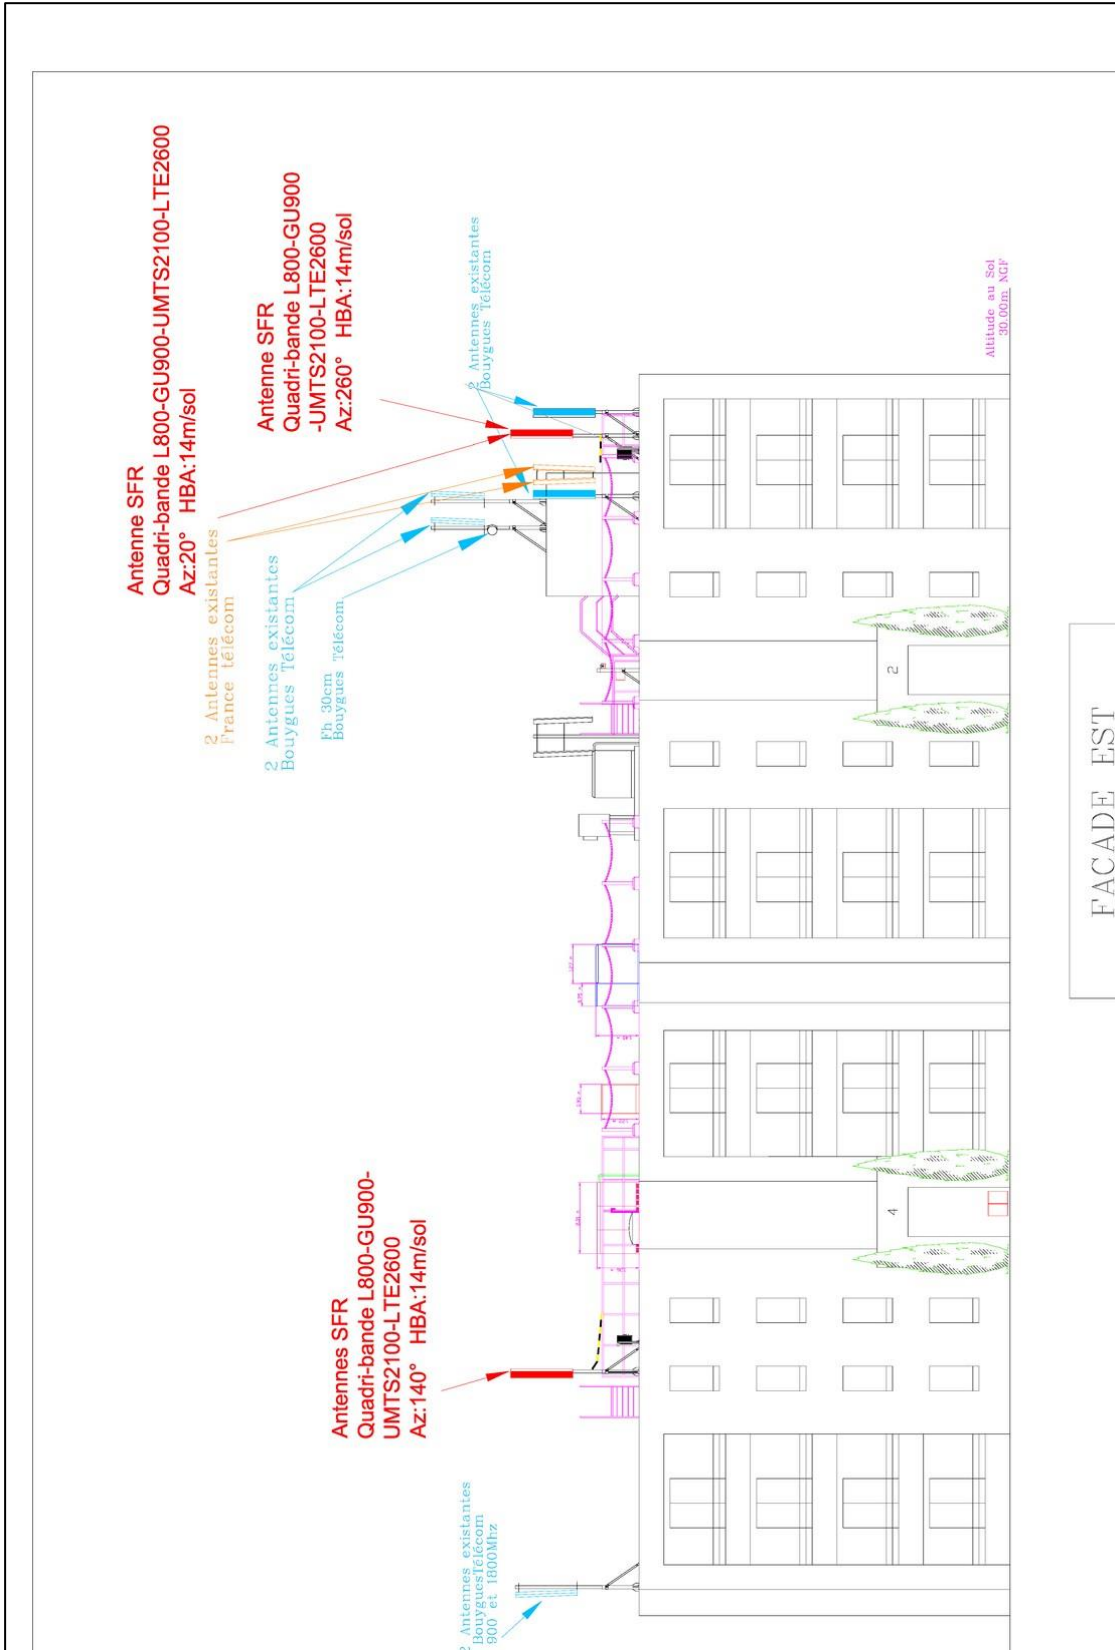 Antenne SFR
Quadri-bande L800-GU900-UMTS2100-LTE2600
Az:20° HBA:14m/sol
2 Antennes existantes
France télécom
Antenne SFR
Quadri-bande L800-GU900
-UMTS2100-LTE2600
Az:260° HBA:14m/sol
2 Antennes existantes
Bouygues Télécom
Fh 30cm
Bouygues Télécom
2 Antennes existantes
Bouygues Télécom
Antennes SFR
Quadri-bande L800-GU900-
UMTS2100-LTE2600
Az:140° HBA:14m/sol
2 Antennes existantes
BouyguesTélécom
900 et 1800Mhz
4
2
Altitude au Sol
30.00m NGF
FACADE EST